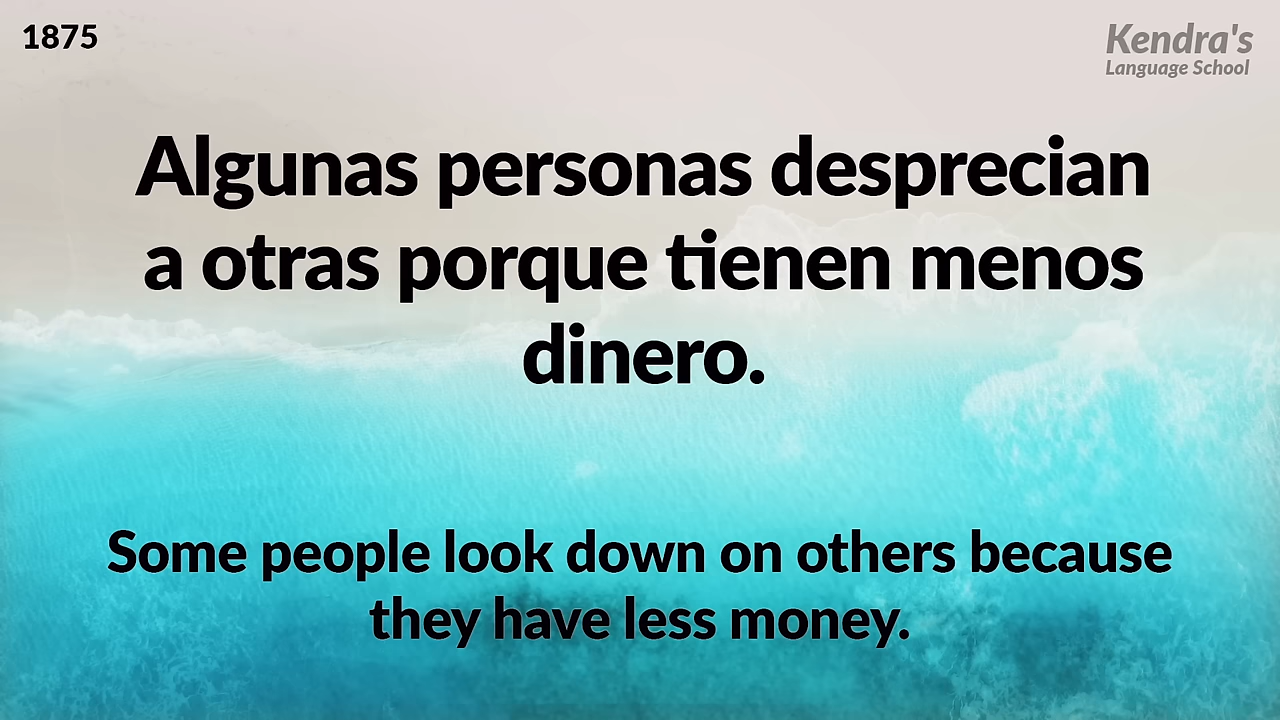 1875
Kendra's
Language School
Algunas personas desprecian
a otras porque tienen menos
dinero.
Some people look down on others because
they have less money.